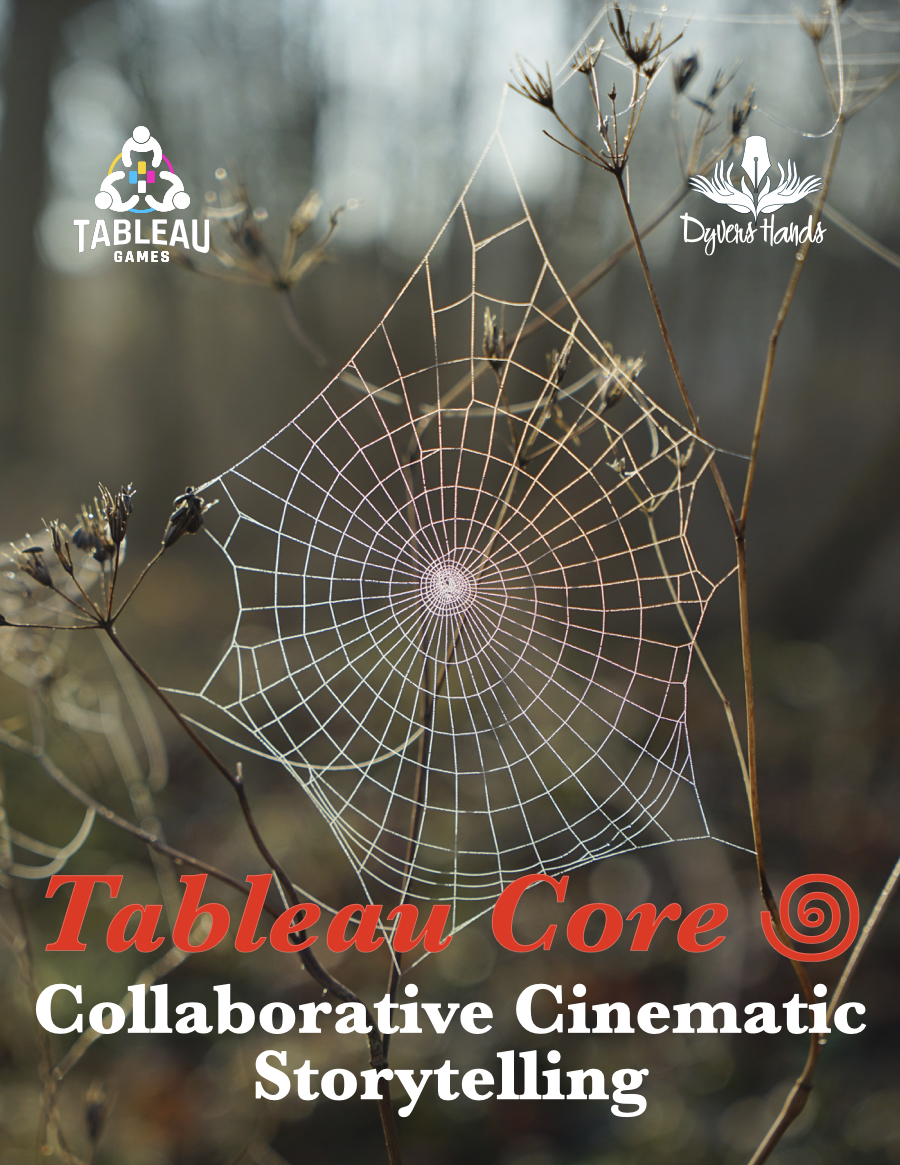 TABLEAU
GAMES
Dyvers Hands
Tableau Core
Collaborative Cinematic
Storytelling